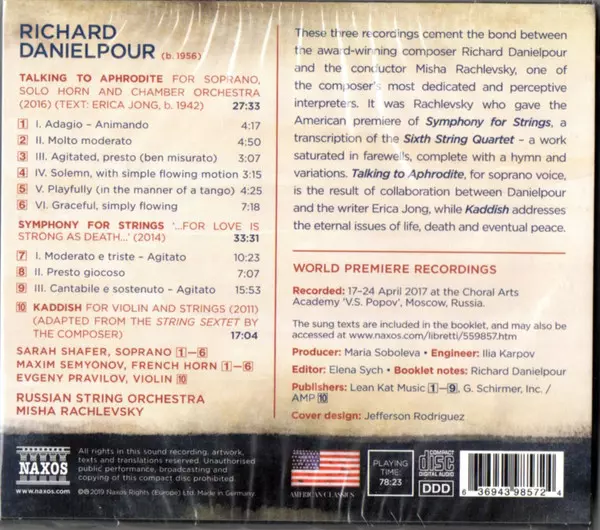 RICHARD
DANIELPOUR (b. 1956)
TALKING TO APHRODITE FOR SOPRANO,
SOLO HORN AND CHAMBER ORCHESTRA
(2016) (TEXT: ERICA JONG, b. 1942) 27:33
1 I. Adagio – Animando 4:17
2 II. Molto moderato 4:50
3 III. Agitated, presto (ben misurato) 3:07
4 IV. Solemn, with simple flowing motion 3:15
5 V. Playfully (in the manner of a tango) 4:25
6 VI. Graceful, simply flowing 7:18
SYMPHONY FOR STRINGS ‘...FOR LOVE IS
STRONG AS DEATH...’ (2014) 33:31
7 I. Moderato e triste – Agitato 10:23
8 II. Presto giocoso 7:07
9 III. Cantabile e sostenuto – Agitato 15:53
10 KADDISH FOR VIOLIN AND STRINGS (2011)
(ADAPTED FROM THE STRING SEXTET BY
THE COMPOSER) 17:04
SARAH SHAFER, SOPRANO 1–6
MAXIM SEMYONOV, FRENCH HORN 1–6
EVGENY PRAVILOV, VIOLIN 10
RUSSIAN STRING ORCHESTRA
MISHA RACHLEVSKY
These three recordings cement the bond between
the award-winning composer Richard Danielpour
and the conductor Misha Rachlevsky, one of
the composer’s most dedicated and perceptive
interpreters. It was Rachlevsky who gave the
American premiere of Symphony for Strings, a
transcription of the Sixth String Quartet – a work
saturated in farewells, complete with a hymn and
variations. Talking to Aphrodite, for soprano voice,
is the result of collaboration between Danielpour
and the writer Erica Jong, while Kaddish addresses
the eternal issues of life, death and eventual peace.
WORLD PREMIERE RECORDINGS
Recorded: 17–24 April 2017 at the Choral Arts
Academy ‘V.S. Popov’, Moscow, Russia.
The sung texts are included in the booklet, and may also be
accessed at www.naxos.com/libretti/559857.htm
Producer: Maria Soboleva • Engineer: Ilia Karpov
Editor: Elena Sych • Booklet notes: Richard Danielpour
Publishers: Lean Kat Music 1–9, G. Schirmer, Inc. /
AMP 10
Cover design: Jefferson Rodriguez
NAXOS
www.naxos.com
All rights in this sound recording, artwork,
texts and translations reserved. Unauthorised
public performance, broadcasting and copying
of this compact disc prohibited.
℗ & © 2019 Naxos Rights (Europe) Ltd. Made in Germany.
AMERICAN CLASSICS
PLAYING
TIME:
78:23
COMPACT
disc
DIGITAL AUDIO
DDD
6 36943 98572 4